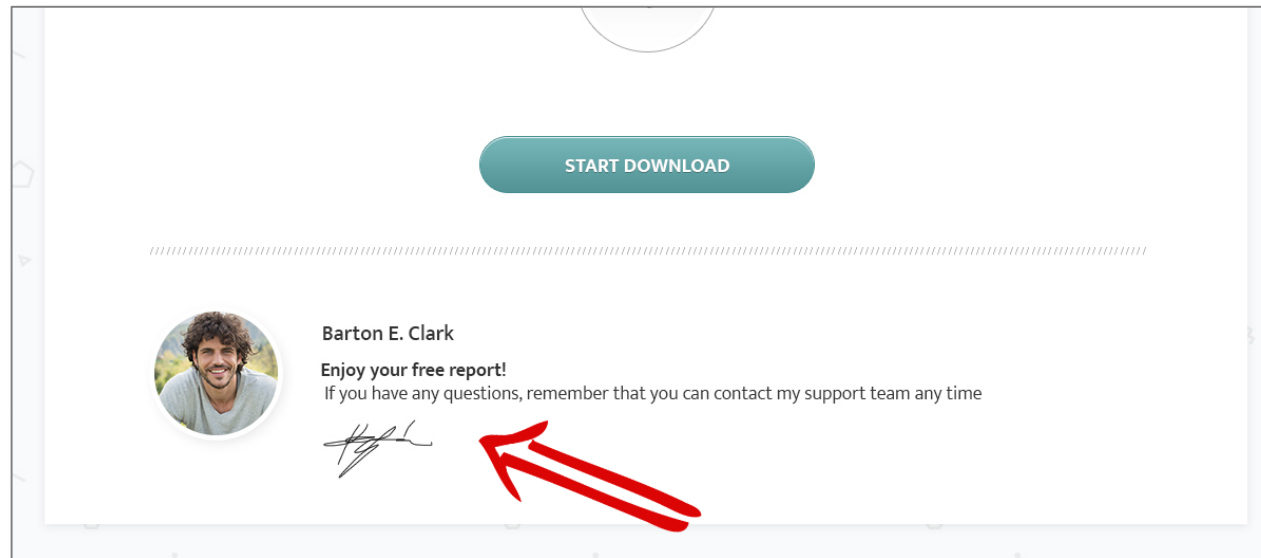 START DOWNLOAD
Barton E. Clark
Enjoy your free report!
If you have any questions, remember that you can contact my support team any time